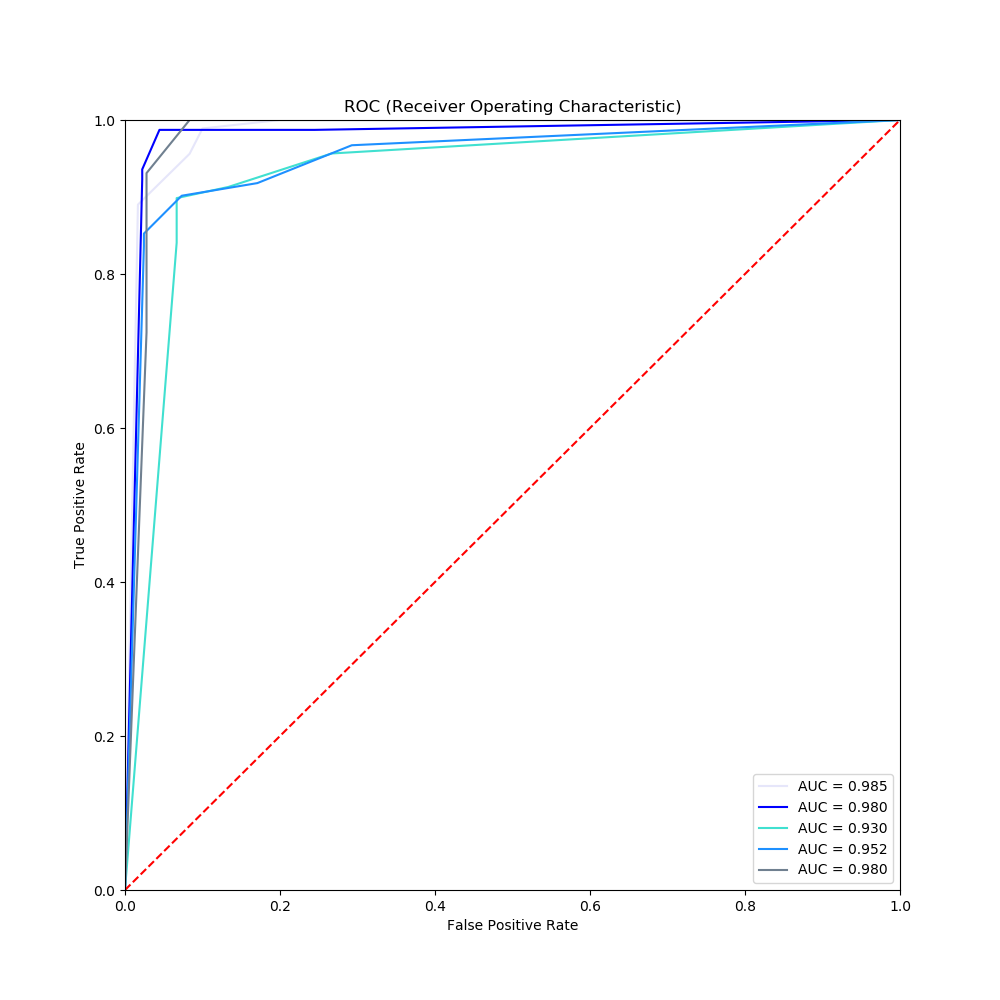 ROC (Receiver Operating Characteristic)
1.0
0.8
0.6
0.4
0.2
0.0
True Positive Rate
0.0 0.2 0.4 0.6 0.8 1.0
False Positive Rate
AUC = 0.985
AUC = 0.980
AUC = 0.930
AUC = 0.952
AUC = 0.980